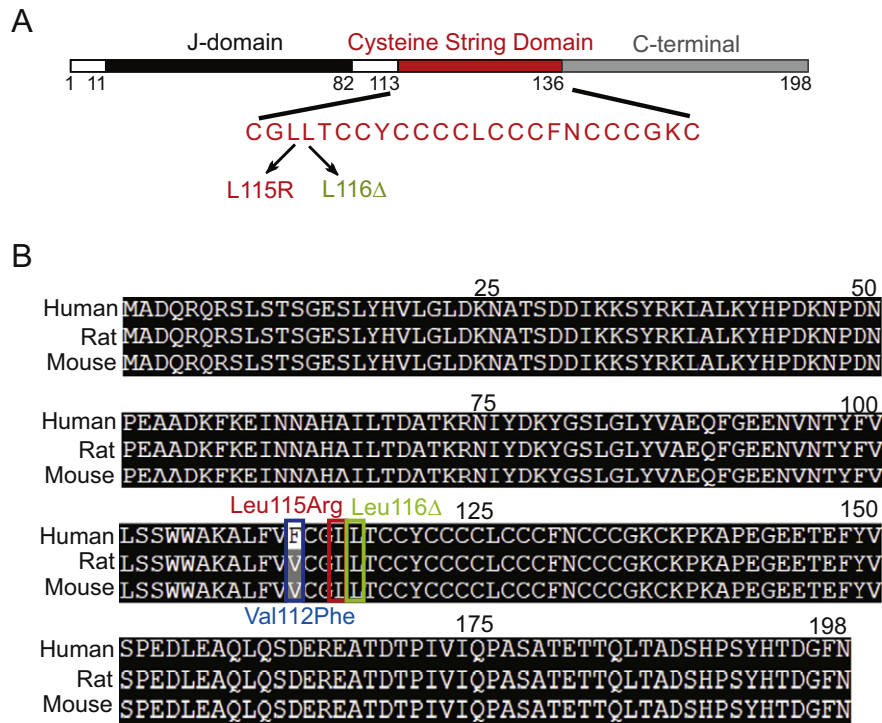 A
J-domain Cysteine String Domain C-terminal
1 11 82 113 136 198
CGLLTCCYCCCCLCCCFNCCCGKC
L115R L116Δ
B
25 50
Human MADQRQRSLSTSGESLYHVLGLDKNATSDDIKKSYRKLALKYHPDKNPDN
Rat MADQRQRSLSTSGESLYHVLGLDKNATSDDIKKSYRKLALKYHPDKNPDN
Mouse MADQRQRSLSTSGESLYHVLGLDKNATSDDIKKSYRKLALKYHPDKNPDN
75 100
Human PEAADKFKEINNAHAILTDATKRNIYDKYGSLGLYVAEQFGEENVNTYFV
Rat PEAADKFKEINNAHAILTDATKRNIYDKYGSLGLYVAEQFGEENVNTYFV
Mouse PEAADKFKEINNAHAILTDATKRNIYDKYGSLGLYVAEQFGEENVNTYFV
Leu115Arg Leu116Δ 125 150
Human LSSWWAKALFVFCGLLTCCYCCCCLCCCFNCCCGKCKPKAPEGEETEFYV
Rat LSSWWAKALFVVCGLLTCCYCCCCLCCCFNCCCGKCKPKAPEGEETEFYV
Mouse LSSWWAKALFVVCGLLTCCYCCCCLCCCFNCCCGKCKPKAPEGEETEFYV
Val112Phe
175 198
Human SPEDLEAQLQSDEREATDTPIVIQPASATETTQLTADSHPSYHTDGFN
Rat SPEDLEAQLQSDEREATDTPIVIQPASATETTQLTADSHPSYHTDGFN
Mouse SPEDLEAQLQSDEREATDTPIVIQPASATETTQLTADSHPSYHTDGFN